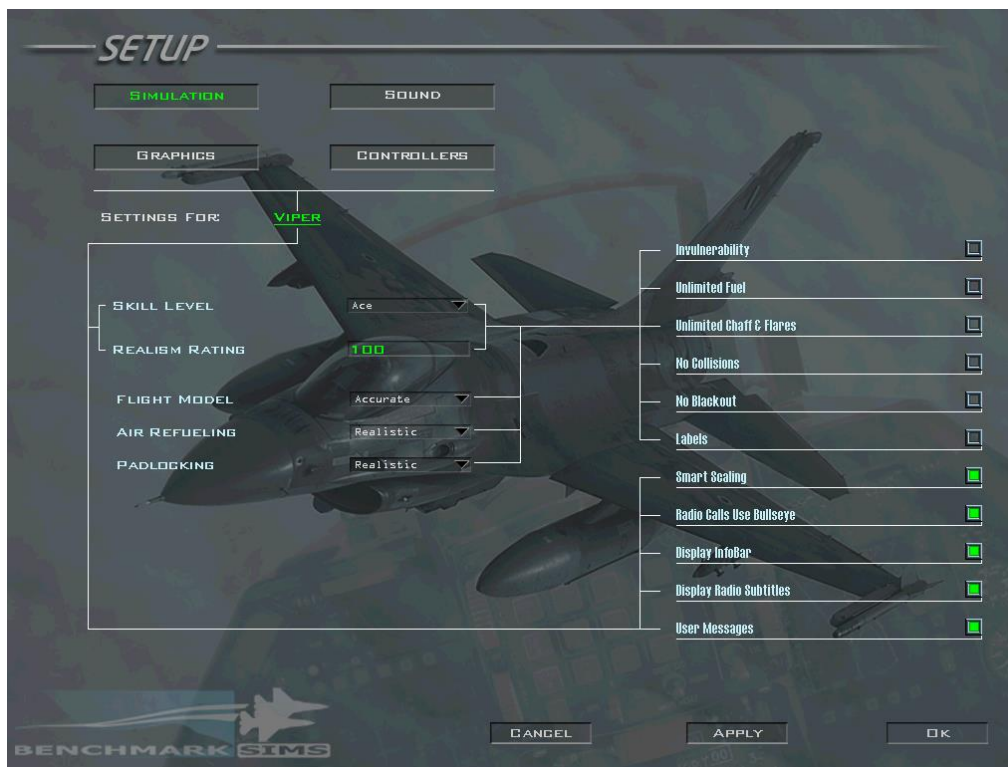 SETUP
SIMULATION
SOUND
GRAPHICS
CONTROLLERS
SETTINGS FOR:
VIPER
SKILL LEVEL
Ace
REALISM RATING
100
FLIGHT MODEL
Accurate
AIR REFUELING
Realistic
PADLOCKING
Realistic
Invulnerability
Unlimited Fuel
Unlimited Chaff & Flares
No Collisions
No Blackout
Labels
Smart Scaling
Radio Calls Use Bullseye
Display InfoBar
Display Radio Subtitles
User Messages
BENCHMARK SIMS
CANCEL
APPLY
OK